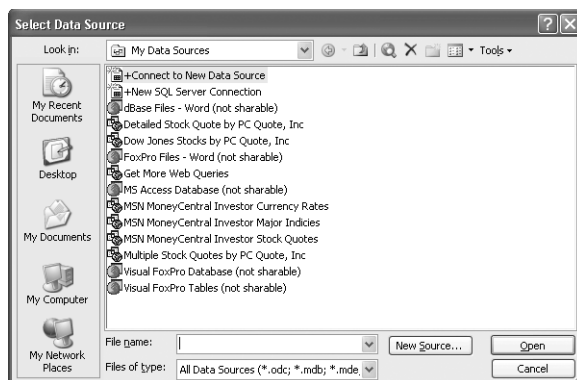 Select Data Source
Look in: My Data Sources Tools
+Connect to New Data Source
+New SQL Server Connection
dBase Files - Word (not sharable)
Detailed Stock Quote by PC Quote, Inc
Dow Jones Stocks by PC Quote, Inc
FoxPro Files - Word (not sharable)
Get More Web Queries
MS Access Database (not sharable)
MSN MoneyCentral Investor Currency Rates
MSN MoneyCentral Investor Major Indicies
MSN MoneyCentral Investor Stock Quotes
Multiple Stock Quotes by PC Quote, Inc
Visual FoxPro Database (not sharable)
Visual FoxPro Tables (not sharable)
My Recent
Documents
Desktop
My Documents
My Computer
My Network
Places
File name: New Source... Open
Files of type: All Data Sources (*.odc; *.mdb; *.mde Cancel